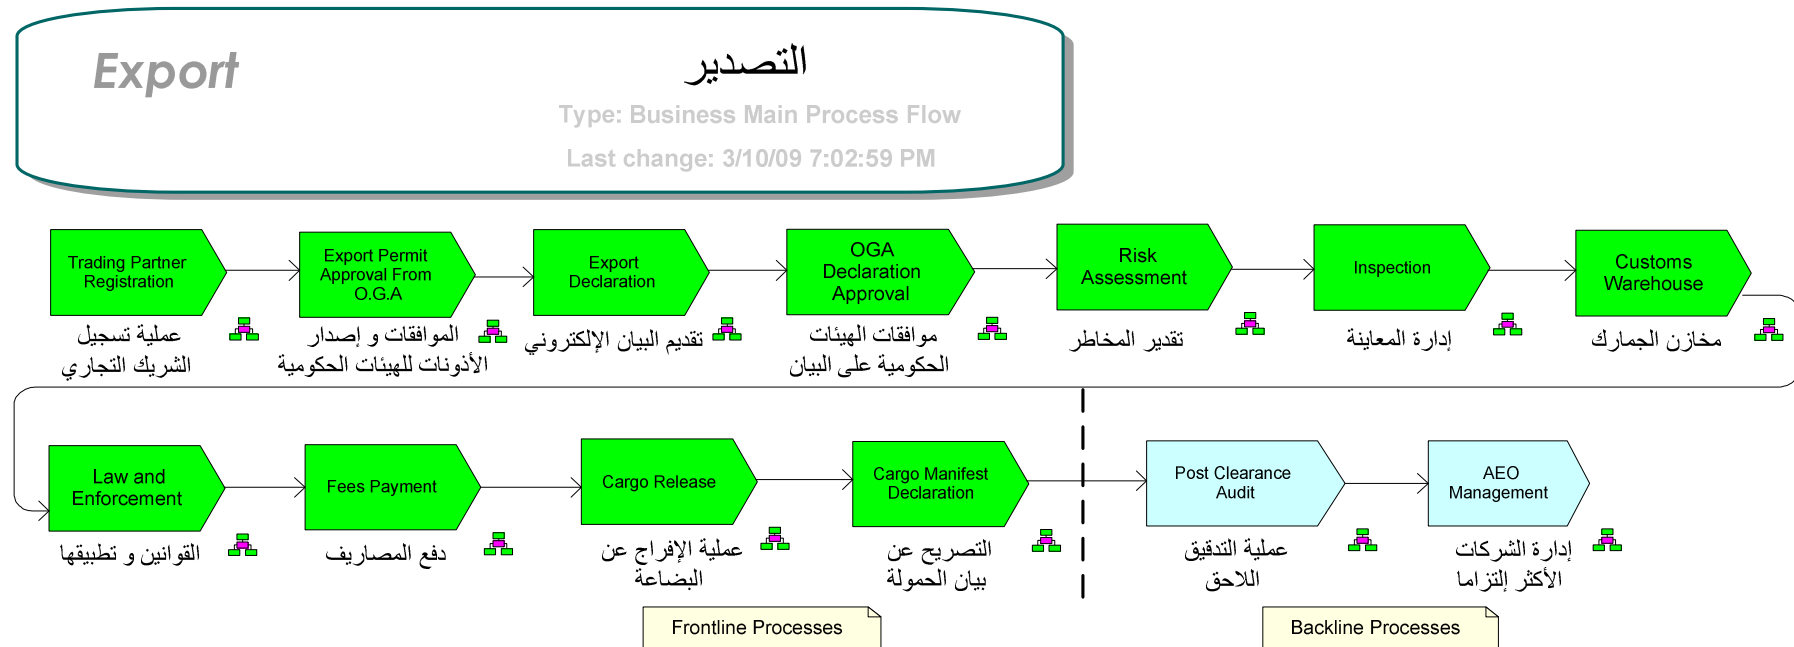 Export
التصدير
Type: Business Main Process Flow
Last change: 3/10/09 7:02:59 PM
Trading Partner
Registration
عملية تسجيل
الشريك التجاري
Export Permit
Approval From
O.G.A
الموافقات و إصدار
الأذونات للهيئات الحكومية
Export
Declaration
تقديم البيان الإلكتروني
OGA
Declaration
Approval
موافقات الهيئات
الحكومية على البيان
Risk
Assessment
تقدير المخاطر
Inspection
إدارة المعاينة
Customs
Warehouse
مخازن الجمارك
Law and
Enforcement
القوانين و تطبيقها
Fees Payment
دفع المصاريف
Cargo Release
عملية الإفراج عن
البضاعة
Cargo Manifest
Declaration
التصريح عن
بيان الحمولة
Post Clearance
Audit
عملية التدقيق
اللاحق
AEO
Management
إدارة الشركات
الأكثر إلتزاما
Frontline Processes
Backline Processes